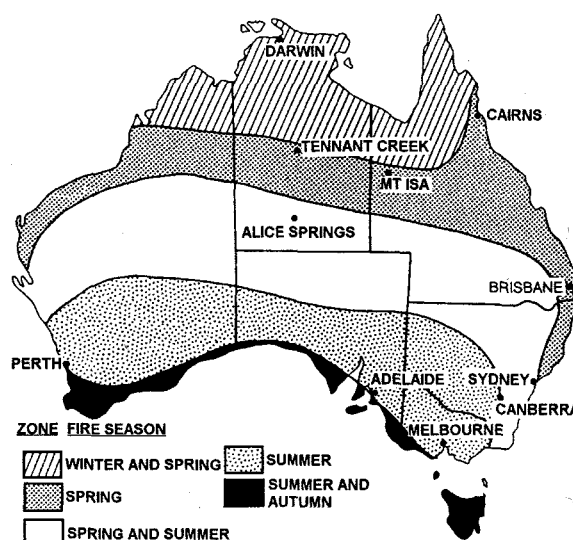 DARWIN
CAIRNS
TENNANT CREEK
MT ISA
ALICE SPRINGS
BRISBANE
PERTH
ADELAIDE
SYDNEY
CANBERRA
MELBOURNE
ZONE FIRE SEASON
WINTER AND SPRING
SUMMER
SPRING
SUMMER AND
AUTUMN
SPRING AND SUMMER